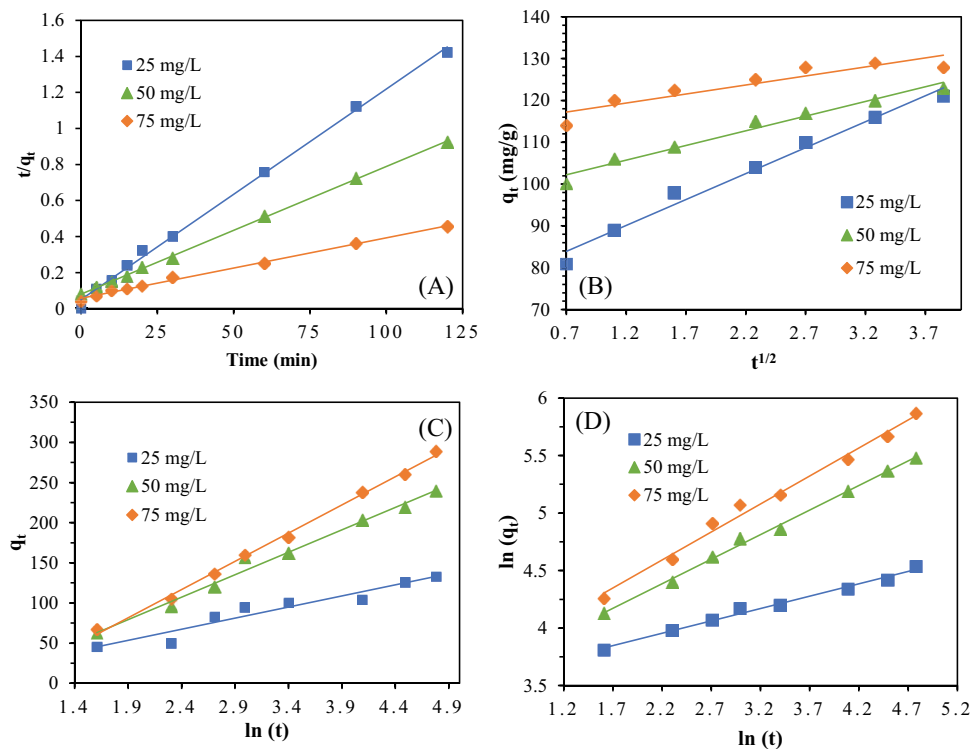 1.6
1.4
1.2
1
0.8
0.6
0.4
0.2
0
t/qt
25 mg/L
50 mg/L
75 mg/L
(A)
0 25 50 75 100 125
Time (min)
140
130
120
110
100
90
80
70
qt (mg/g)
25 mg/L
50 mg/L
75 mg/L
(B)
0.7 1.2 1.7 2.2 2.7 3.2 3.7
t1/2
350
300
250
200
150
100
50
0
qt
(C)
25 mg/L
50 mg/L
75 mg/L
1.4 1.9 2.4 2.9 3.4 3.9 4.4 4.9
ln (t)
6
5.5
5
4.5
4
3.5
ln (qt)
(D)
25 mg/L
50 mg/L
75 mg/L
1.2 1.7 2.2 2.7 3.2 3.7 4.2 4.7 5.2
ln (t)